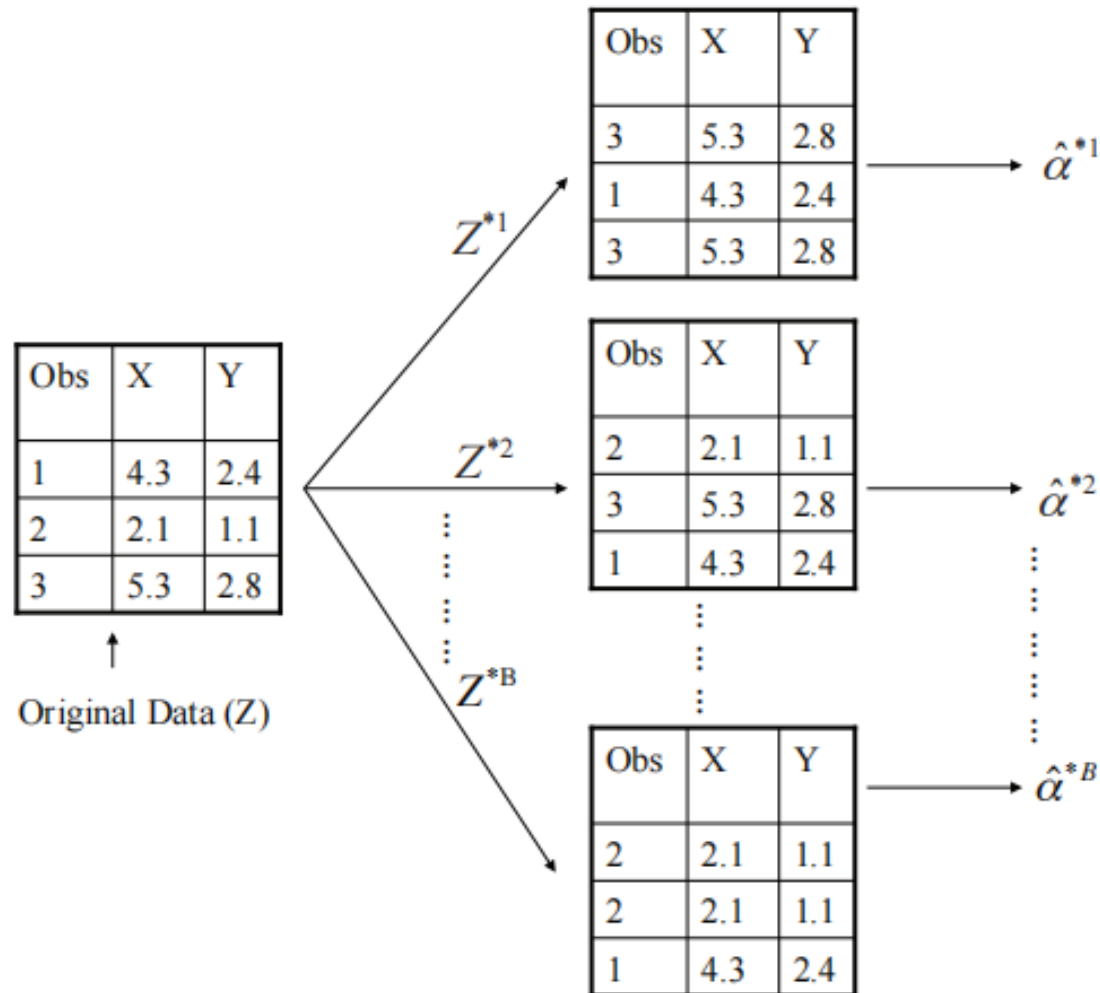 Obs X Y
1 4.3 2.4
2 2.1 1.1
3 5.3 2.8
Original Data (Z)
Z*1
Obs X Y
3 5.3 2.8
1 4.3 2.4
3 5.3 2.8
α̂*1
Z*2
Obs X Y
2 2.1 1.1
3 5.3 2.8
1 4.3 2.4
α̂*2
Z*B
Obs X Y
2 2.1 1.1
2 2.1 1.1
1 4.3 2.4
α̂*B